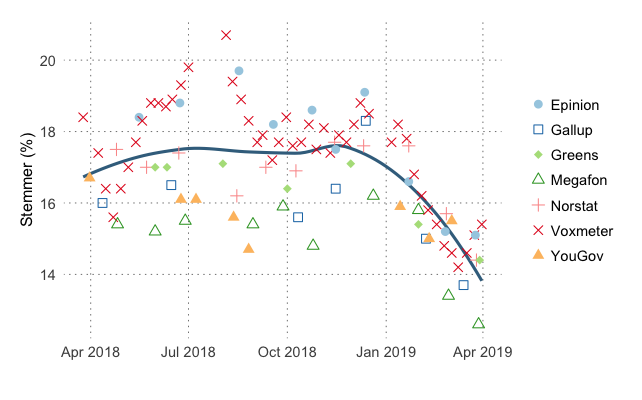 Stemmer (%)
20
18
16
14
Apr 2018
Jul 2018
Oct 2018
Jan 2019
Apr 2019
Epinion
Gallup
Greens
Megafon
Norstat
Voxmeter
YouGov